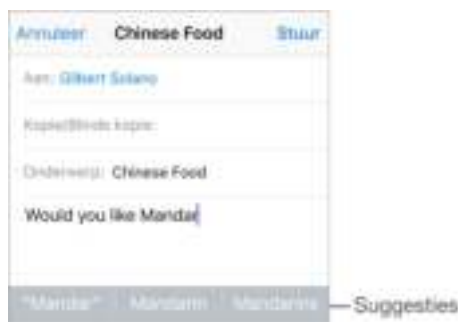 Annuleer Chinese Food Stuur
Aan: Gilbert Solano
Kopie/Blinde kopie:
Onderwerp: Chinese Food
Would you like Mandar
"Mandar" Mandarin Mandarins
Suggesties